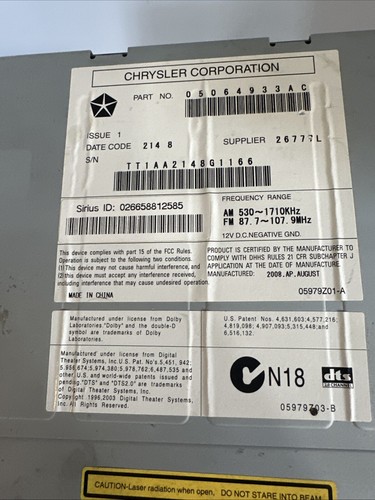 CHRYSLER CORPORATION
PART NO. 05064933AC
ISSUE 1
DATE CODE 2148 SUPPLIER 26777L
S/N TT1AA2148G1166
Sirius ID; 026658812585
FREQUENCY RANGE
AM 530~1710KHz
FM 87.7~107.9MHz
12V D.C.NEGATIVE GND.
This device complies with part 15 of the FCC Rules.
Operation is subject to the following two conditions.
(1) This device may not cause harmful interference, and
(2) This device must accept any interference received,
including interference that may cause undesired operation.
MADE IN CHINA
PRODUCT IS CERTIFIED BY THE MANUFACTURER TO
COMPLY WITH DHHS RULES 21 CFR SUBCHAPTER J
APPLICABLE AT THE DATE OF MANUFACTURE.
MANUFACTURED: 2008.AP.AUGUST
05979Z01-A
Manufactured under license from Dolby
Laboratories."Dolby" and the double-D
symbol are trademarks of Dolby
Laboratories.
U.S Patent Nos. 4,631,603; 4,577,216;
4,819,098; 4,907,093; 5,315,448; and
6,516,132.
Manufactured under license from Digital
Theater Systems, Inc.U.S Pat. No's.5,451,942;
5,956,674; 5,974,380; 5,978,762; 6,487,535 and
other u.s. and world-wide patents issued and
pending."DTS" and "DTS2.0" are trademarks
of Digital Theater Systems, Inc.
Copyright 1996,2003 Digital Theater Systems,
Inc. All Rights Reserved.
N18
dts
2.0 CHANNEL
05979Z03-B
CAUTION-Laser radiation when open, DO NOT STARE INTO BEAM